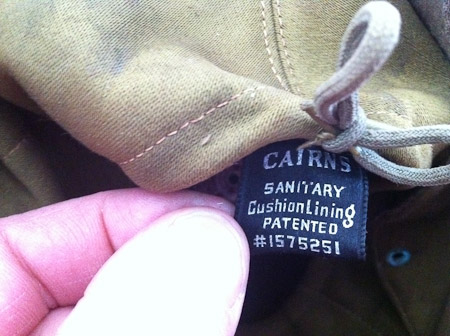 CAIRNS
SANITARY
CushionLining
PATENTED
#1575251